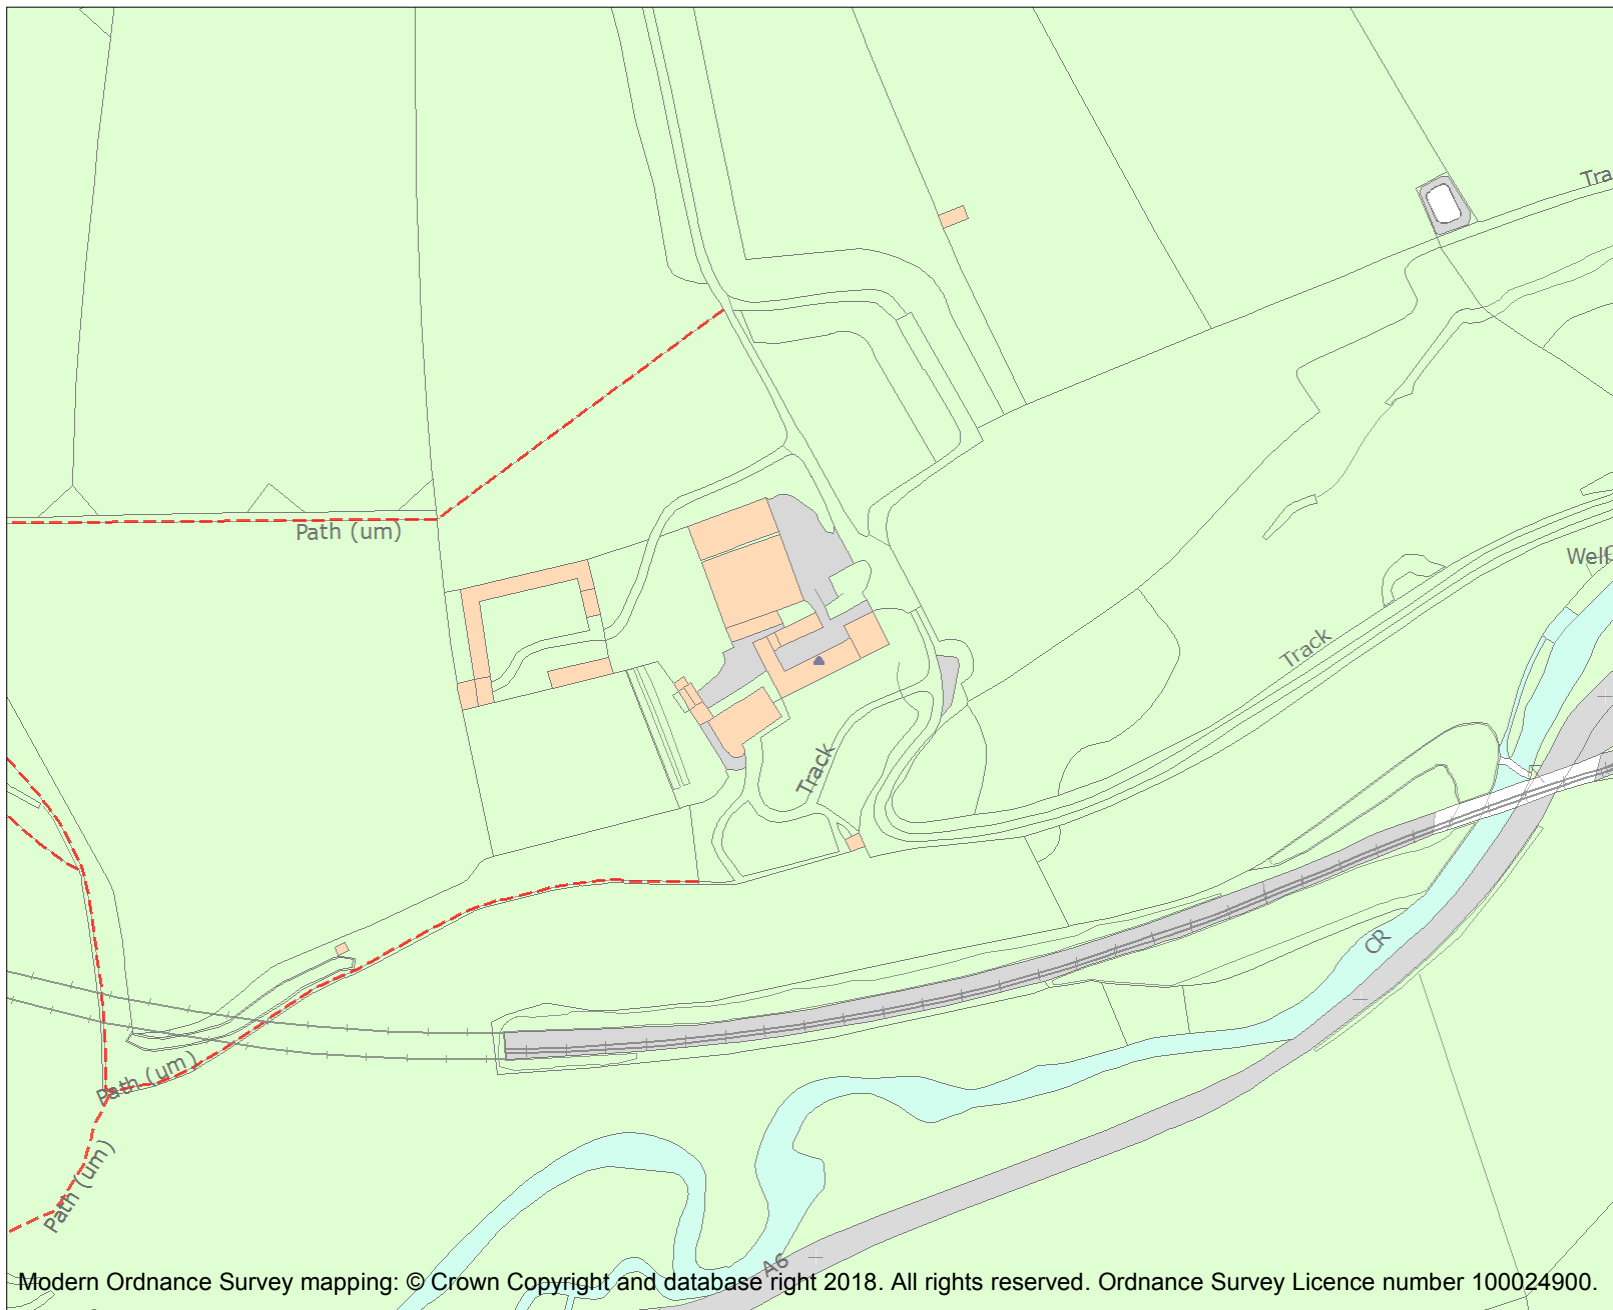 Tra
Path (um)
Track
Track
CR
Path (um)
Path (um)
A6
Modern Ordnance Survey mapping: © Crown Copyright and database right 2018. All rights reserved. Ordnance Survey Licence number 100024900.